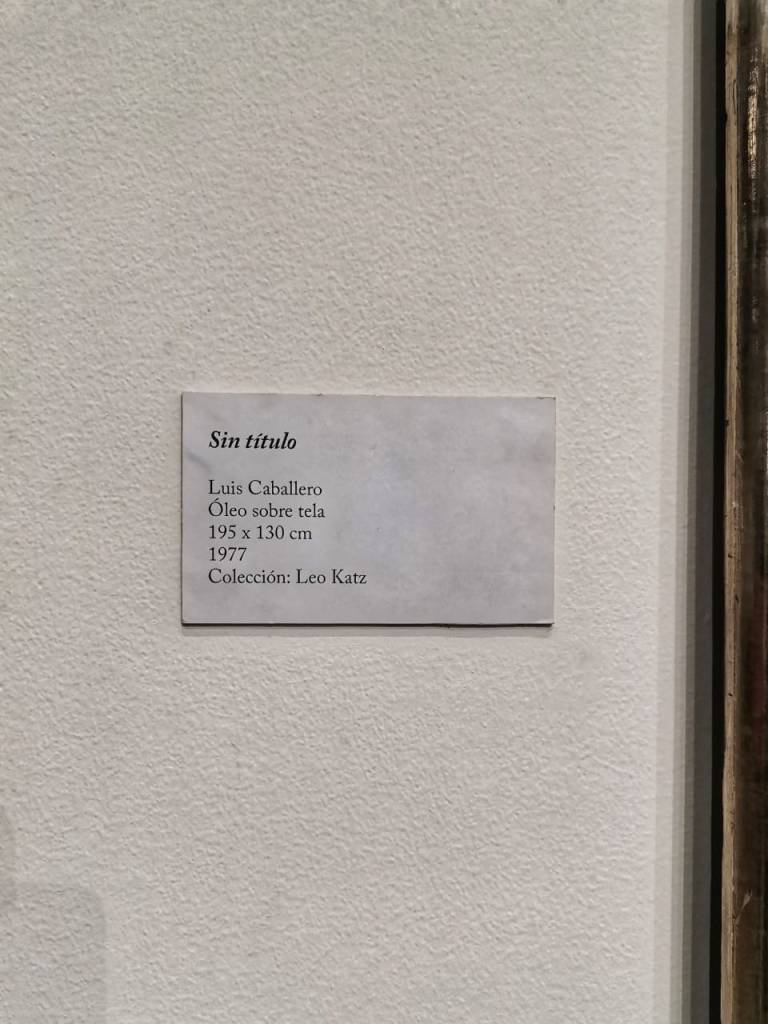 Sin título
Luis Caballero
Óleo sobre tela
195 x 130 cm
1977
Colección: Leo Katz